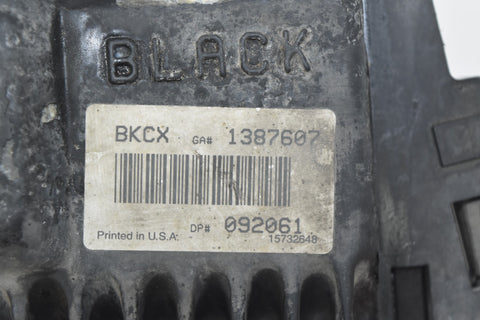 BLACK
BKCX GA# 1387607
DP# 092061
Printed in U.S.A. 15732648